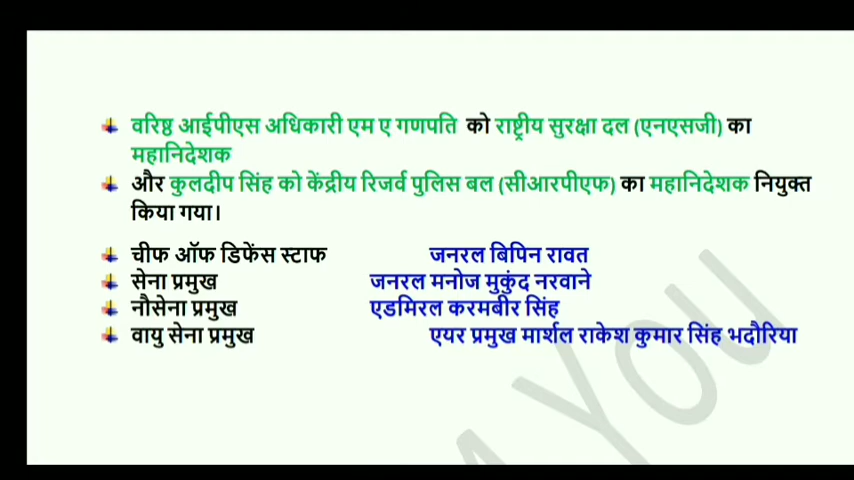 वरिष्ठ आईपीएस अधिकारी एम ए गणपति को राष्ट्रीय सुरक्षा दल (एनएसजी) का
महानिदेशक
और कुलदीप सिंह को केंद्रीय रिजर्व पुलिस बल (सीआरपीएफ) का महानिदेशक नियुक्त
किया गया।
चीफ ऑफ डिफेंस स्टाफ जनरल बिपिन रावत
सेना प्रमुख जनरल मनोज मुकुंद नरवाने
नौसेना प्रमुख एडमिरल करमबीर सिंह
वायु सेना प्रमुख एयर प्रमुख मार्शल राकेश कुमार सिंह भदौरिया
YOU